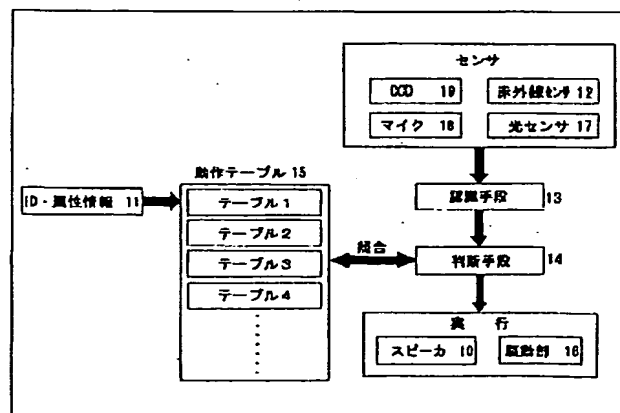 センサ
CCD 19
赤外線センサ 12
マイク 18
光センサ 17
動作テーブル 15
ID・属性情報 11
テーブル1
認識手段 13
テーブル2
照合
テーブル3
判断手段 14
テーブル4
実行
スピーカ 10
駆動部 16